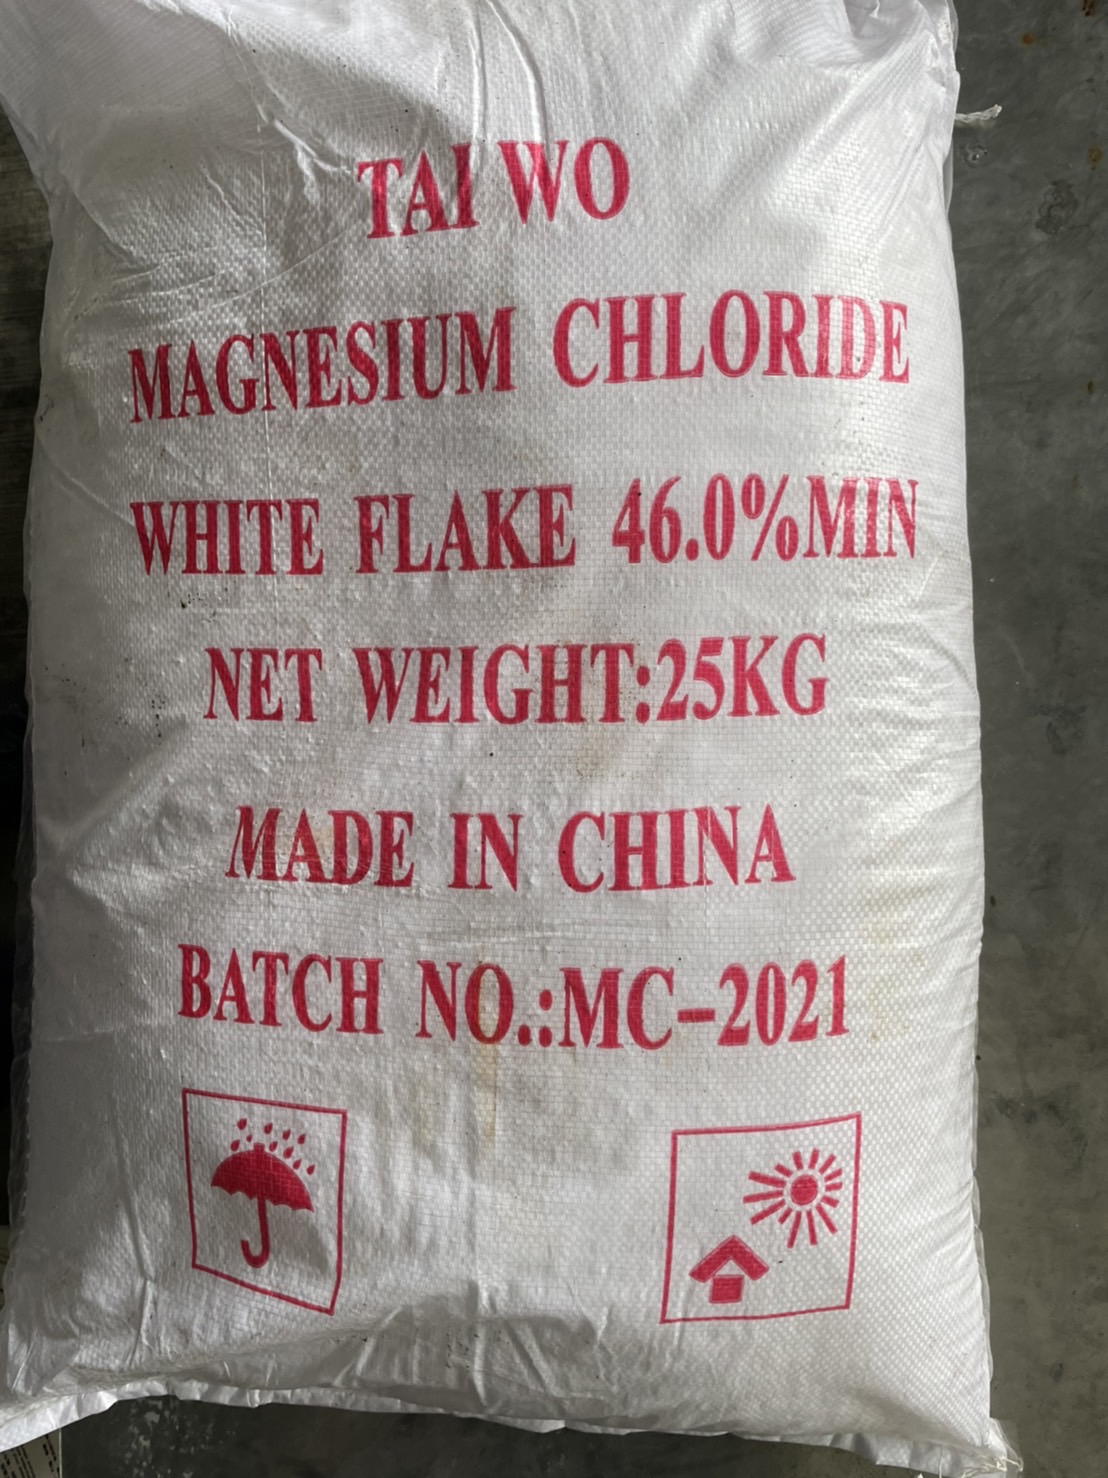 TAI WO
MAGNESIUM CHLORIDE
WHITE FLAKE 46.0%MIN
NET WEIGHT:25KG
MADE IN CHINA
BATCH NO.:MC-2021